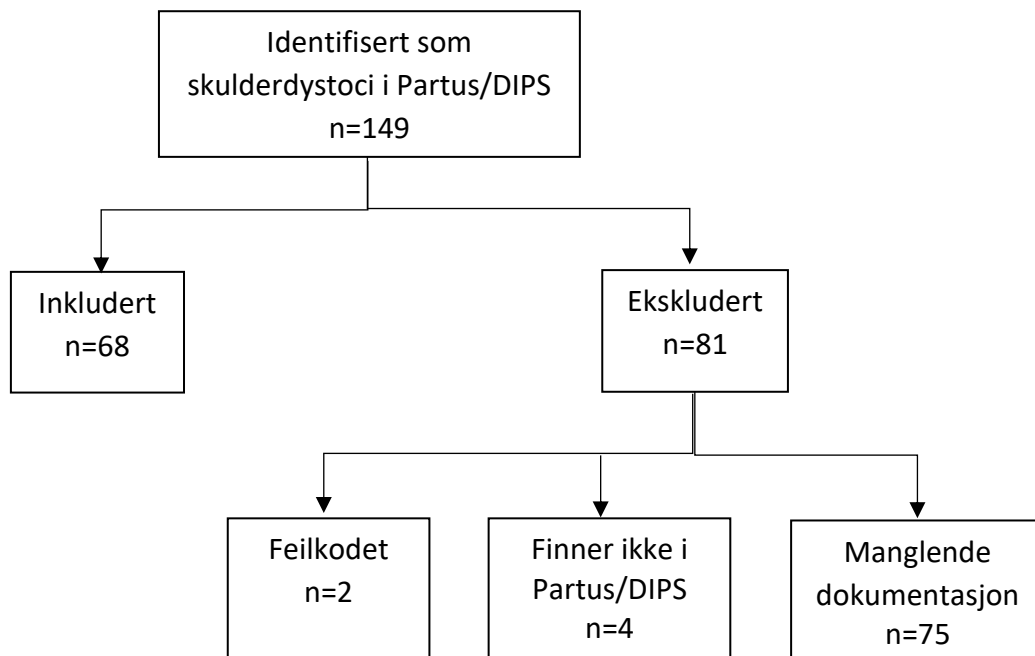 Identifisert som
skulderdystoci i Partus/DIPS
n=149
Inkludert
n=68
Ekskludert
n=81
Feilkodet
n=2
Finner ikke i
Partus/DIPS
n=4
Manglende
dokumentasjon
n=75